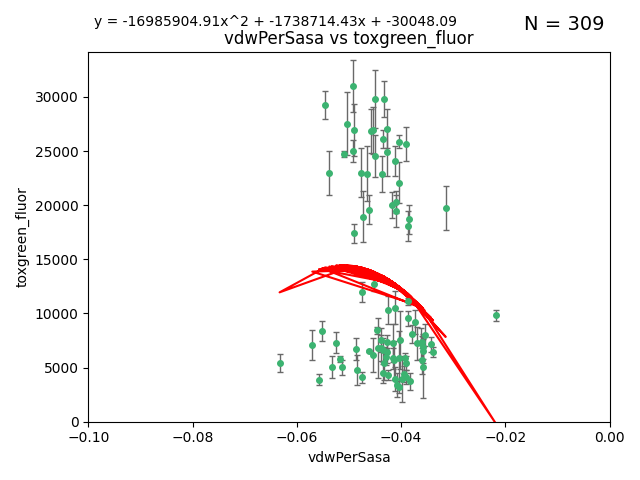 y = -16985904.91x^2 + -1738714.43x + -30048.09
N = 309
vdwPerSasa vs toxgreen_fluor
30000
25000
20000
15000
10000
5000
0
toxgreen_fluor
−0.10
−0.08
−0.06
−0.04
−0.02
0.00
vdwPerSasa